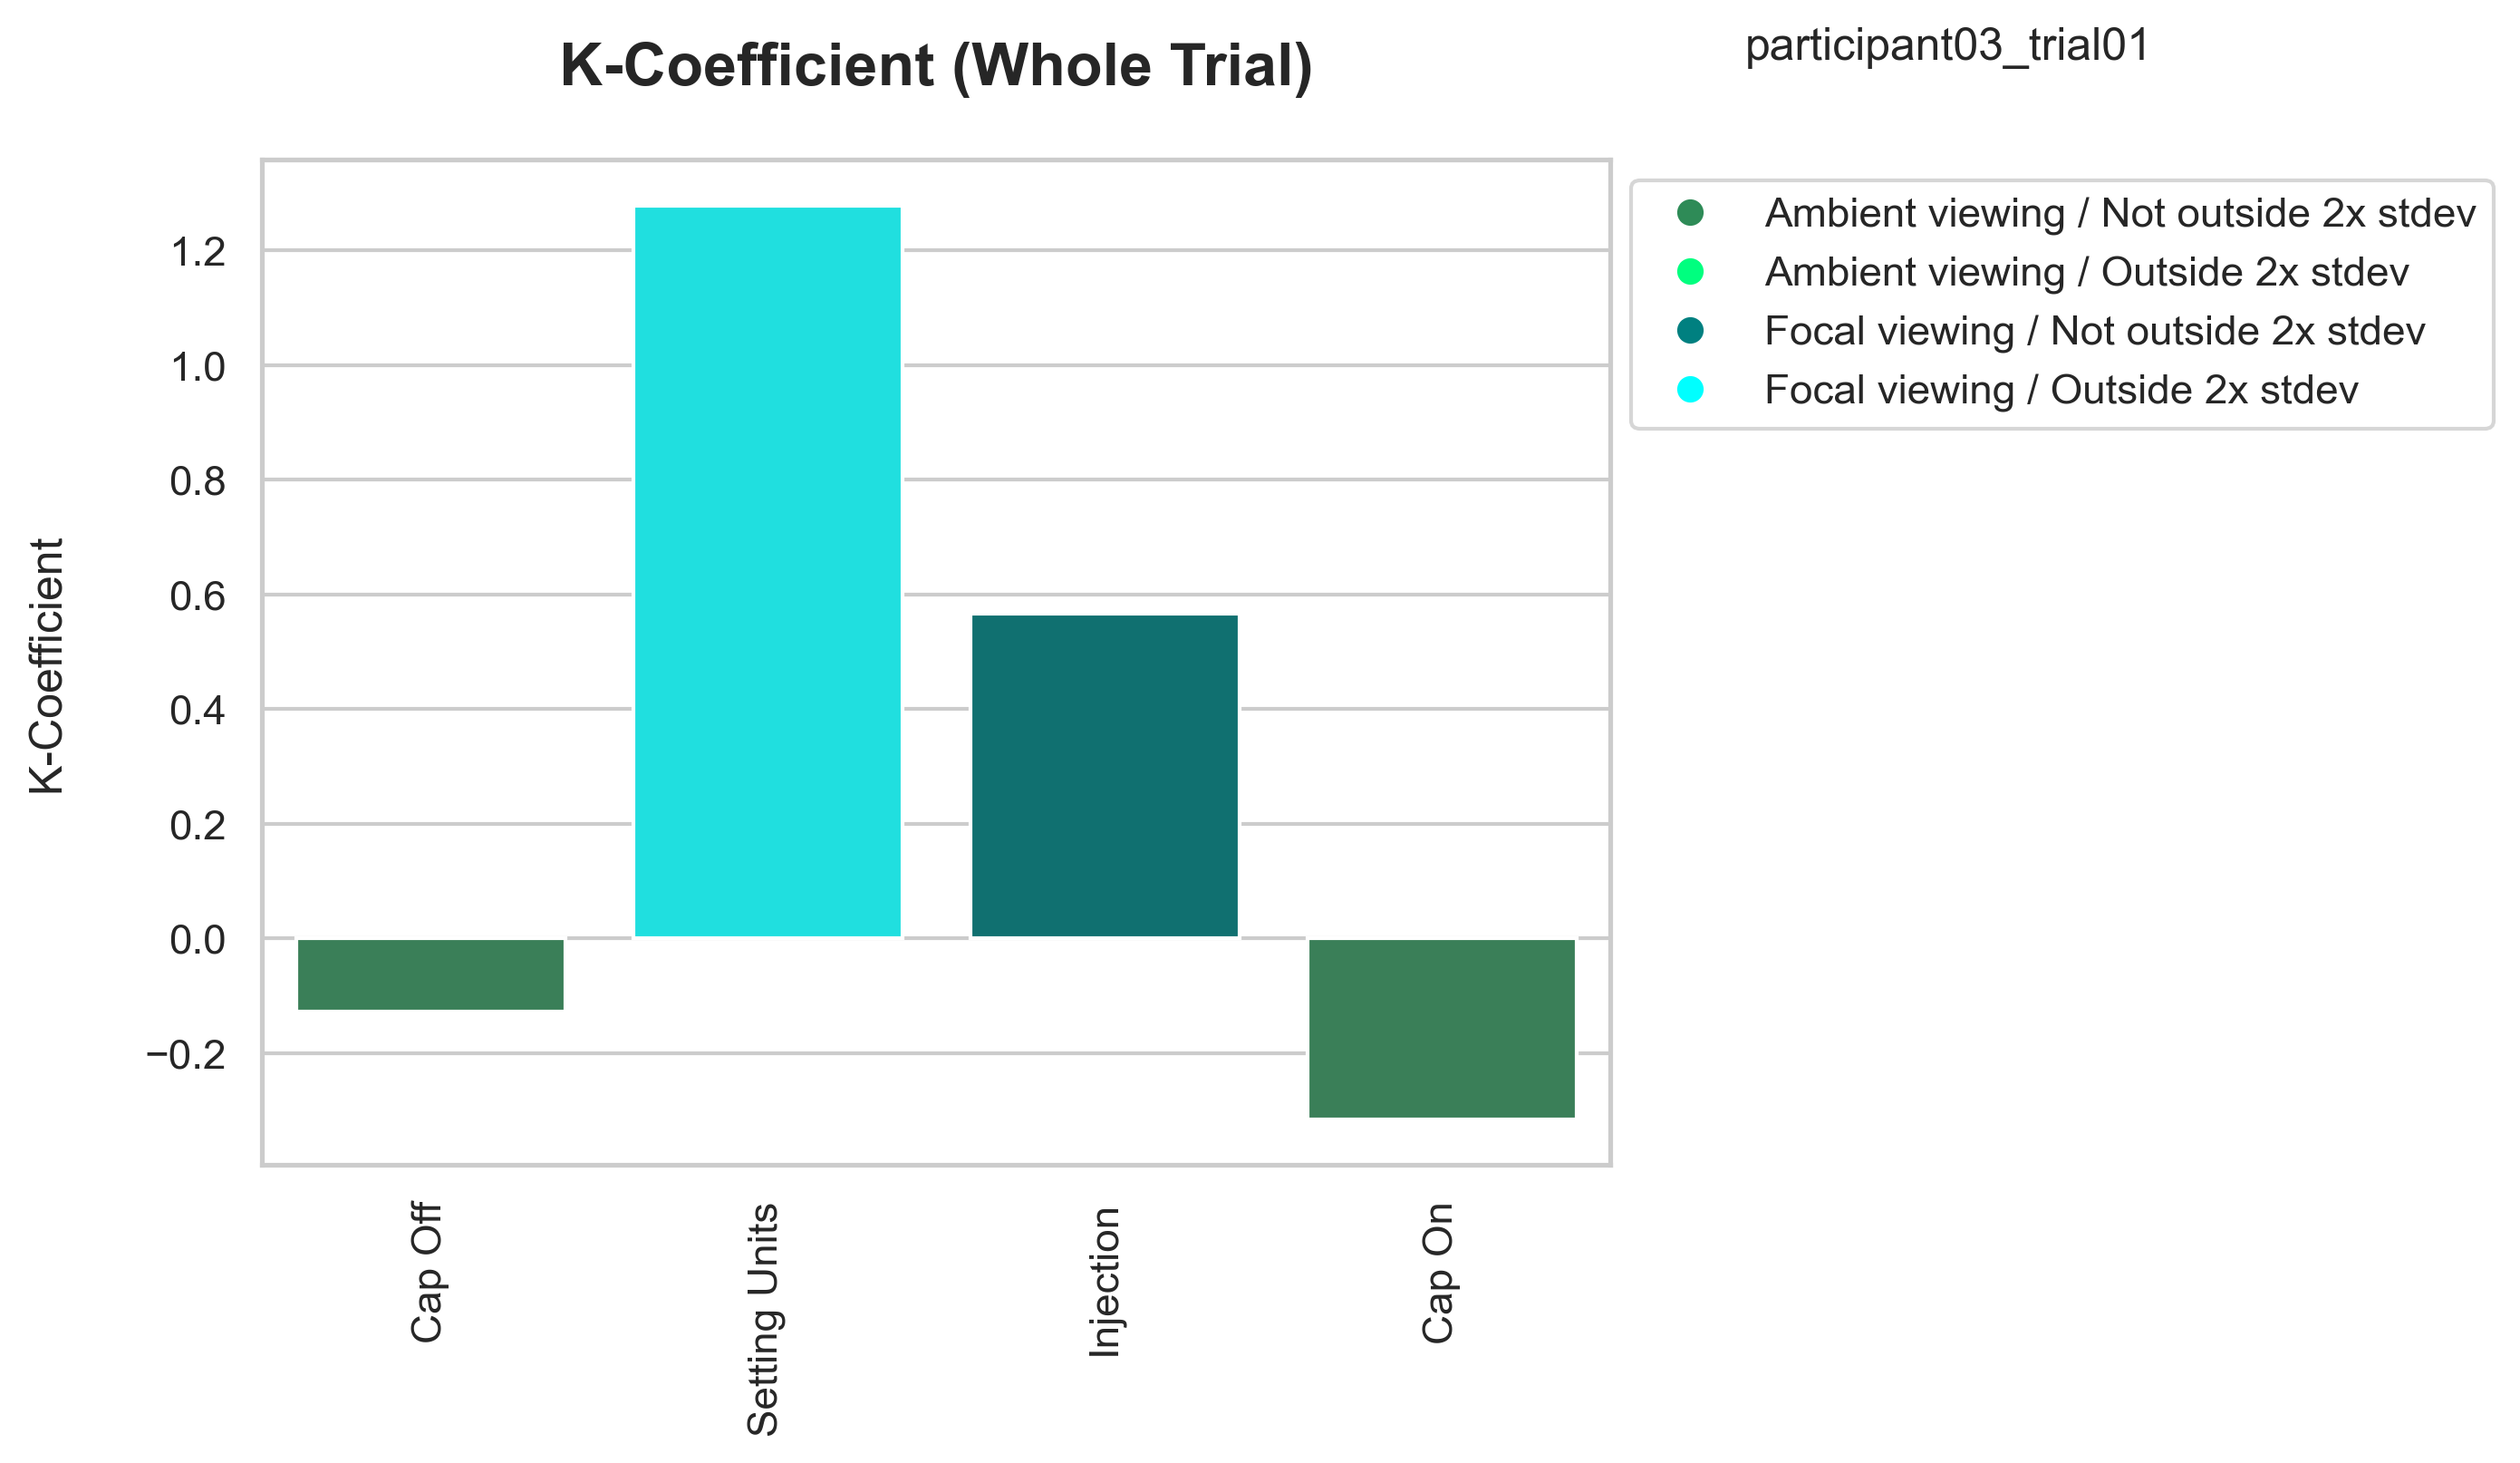 K-Coefficient (Whole Trial)
participant03_trial01
Ambient viewing / Not outside 2x stdev
Ambient viewing / Outside 2x stdev
Focal viewing / Not outside 2x stdev
Focal viewing / Outside 2x stdev
K-Coefficient
1.2
1.0
0.8
0.6
0.4
0.2
0.0
−0.2
Cap Off
Setting Units
Injection
Cap On